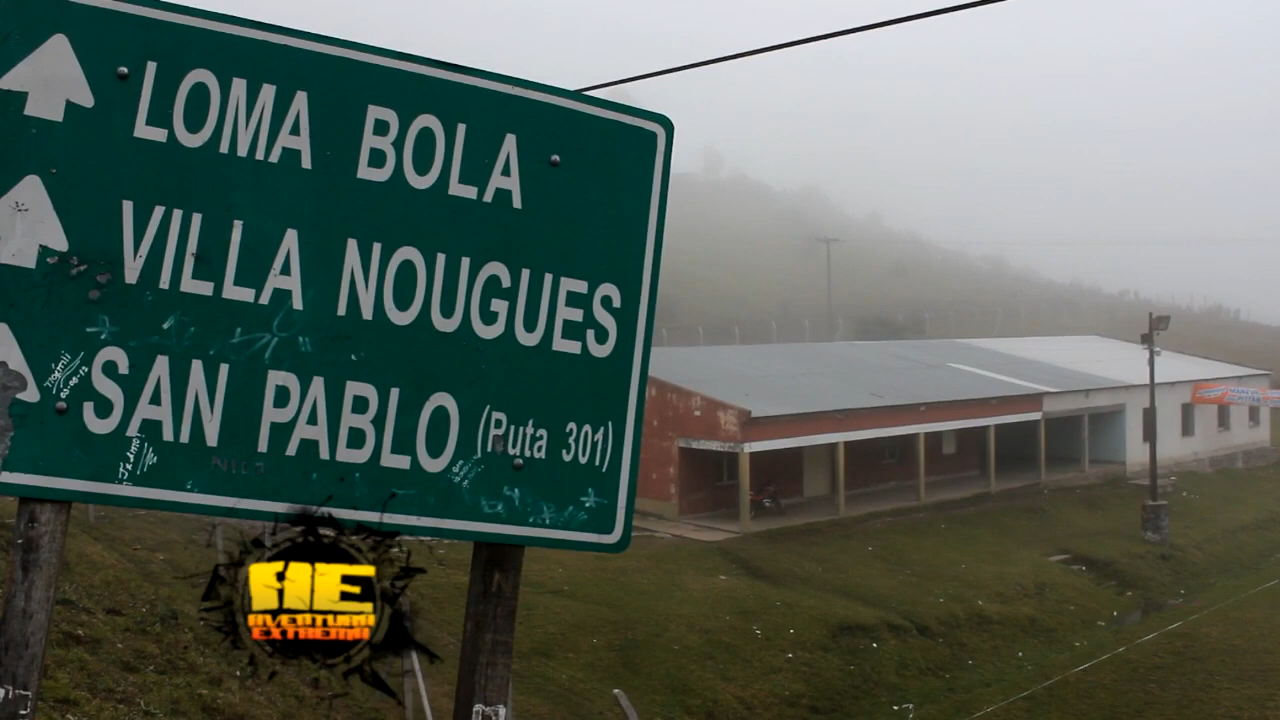 LOMA BOLA
VILLA NOUGUES
SAN PABLO (Puta 301)
AE
AVENTURA
EXTREMA